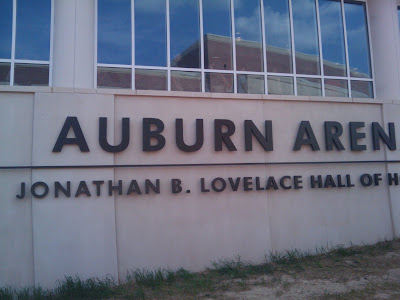 AUBURN AREN
JONATHAN B. LOVELACE HALL OF H